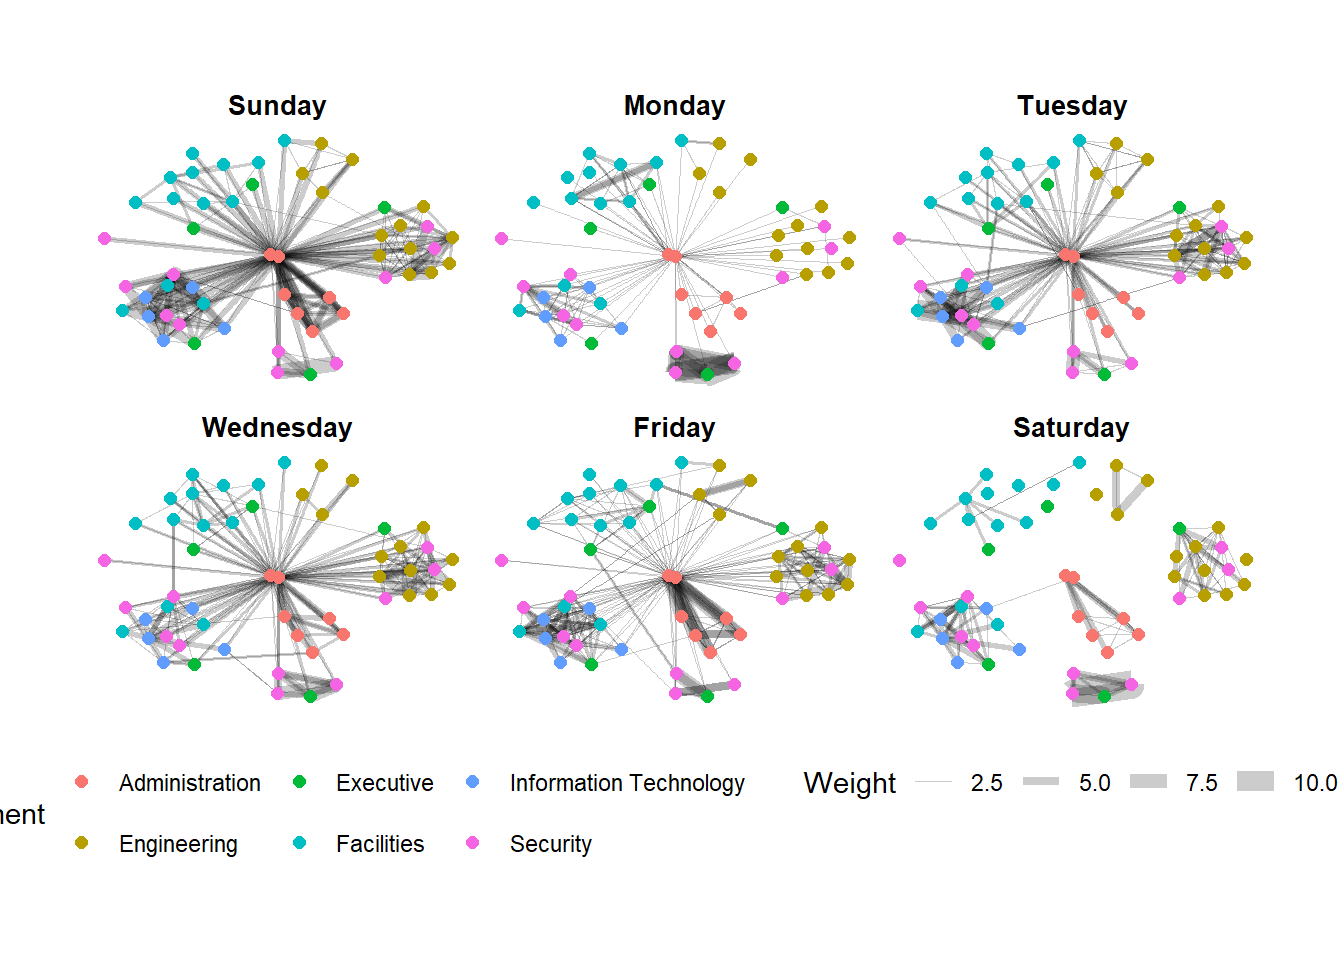 Sunday Monday Tuesday
Wednesday Friday Saturday
Administration Executive Information Technology Weight 2.5 5.0 7.5 10.0
Engineering Facilities Security